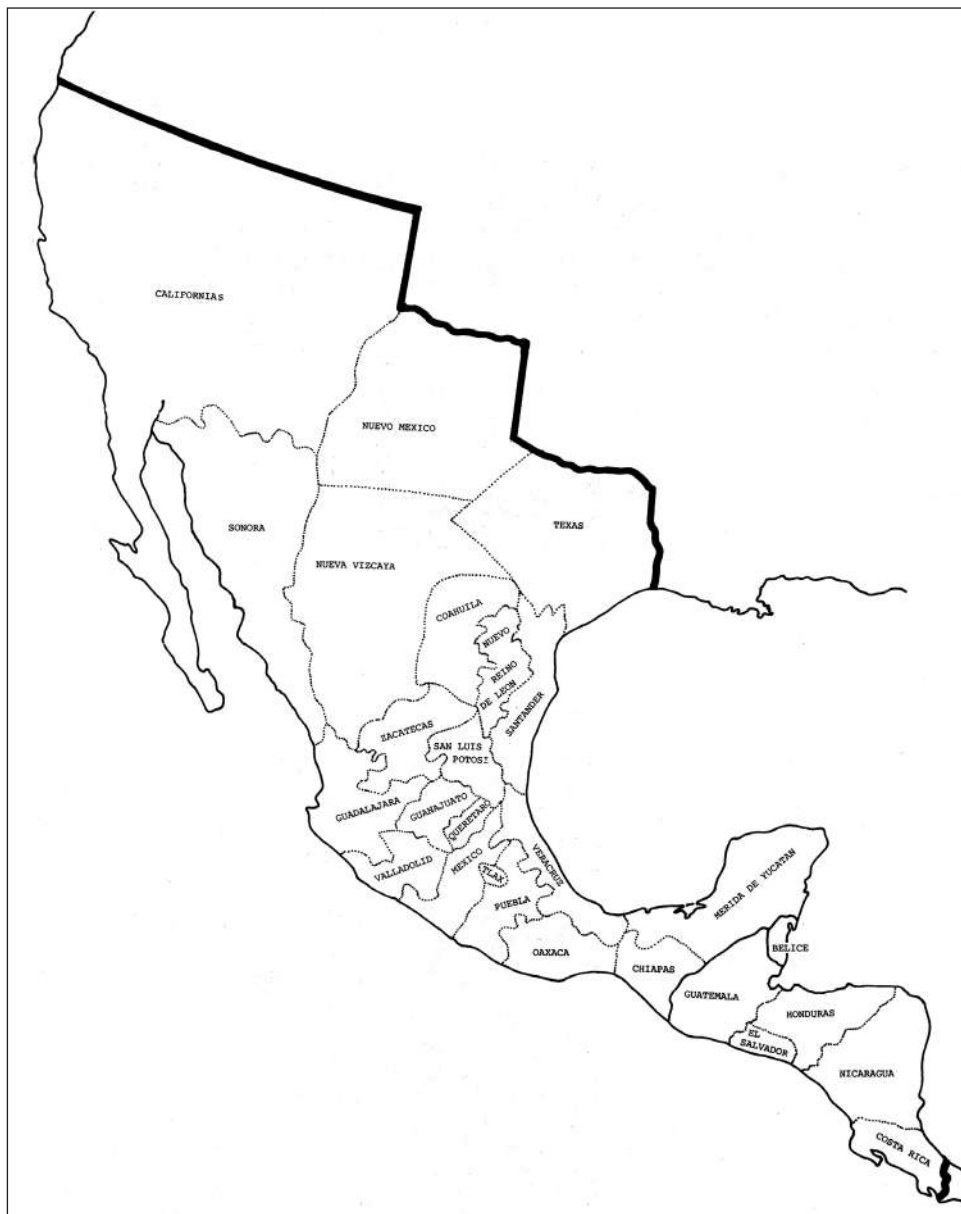 CALIFORNIAS
NUEVO MEXICO
SONORA
TEXAS
NUEVA VIZCAYA
COAHUILA
NUEVO
REINO
DE LEON
SANTANDER
ZACATECAS
SAN LUIS
POTOSI
GUADALAJARA
GUANAJUATO
QUERETARO
VALLADOLID
MEXICO
TLAX
VERACRUZ
PUEBLA
MERIDA DE YUCATAN
OAXACA
BELICE
CHIAPAS
GUATEMALA
HONDURAS
EL
SALVADOR
NICARAGUA
COSTA RICA